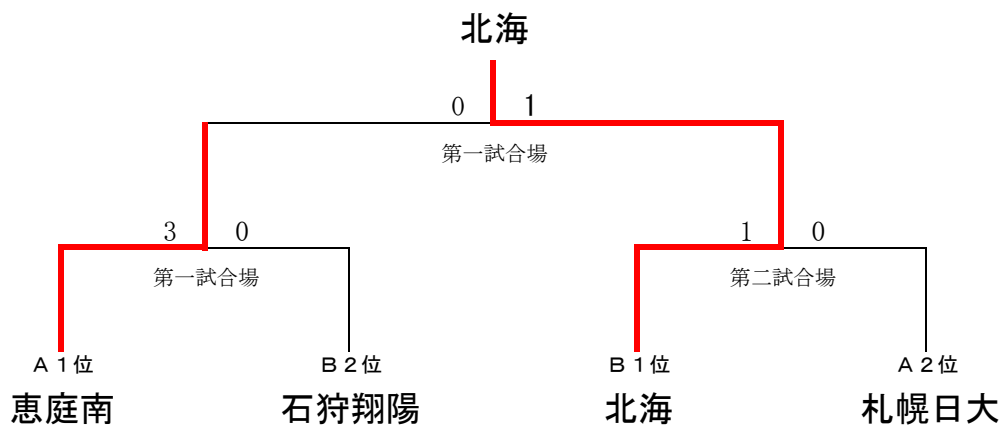 北海
0 1
第一試合場
3 0 1 0
第一試合場 第二試合場
A1位 B2位 B1位 A2位
恵庭南 石狩翔陽 北海 札幌日大